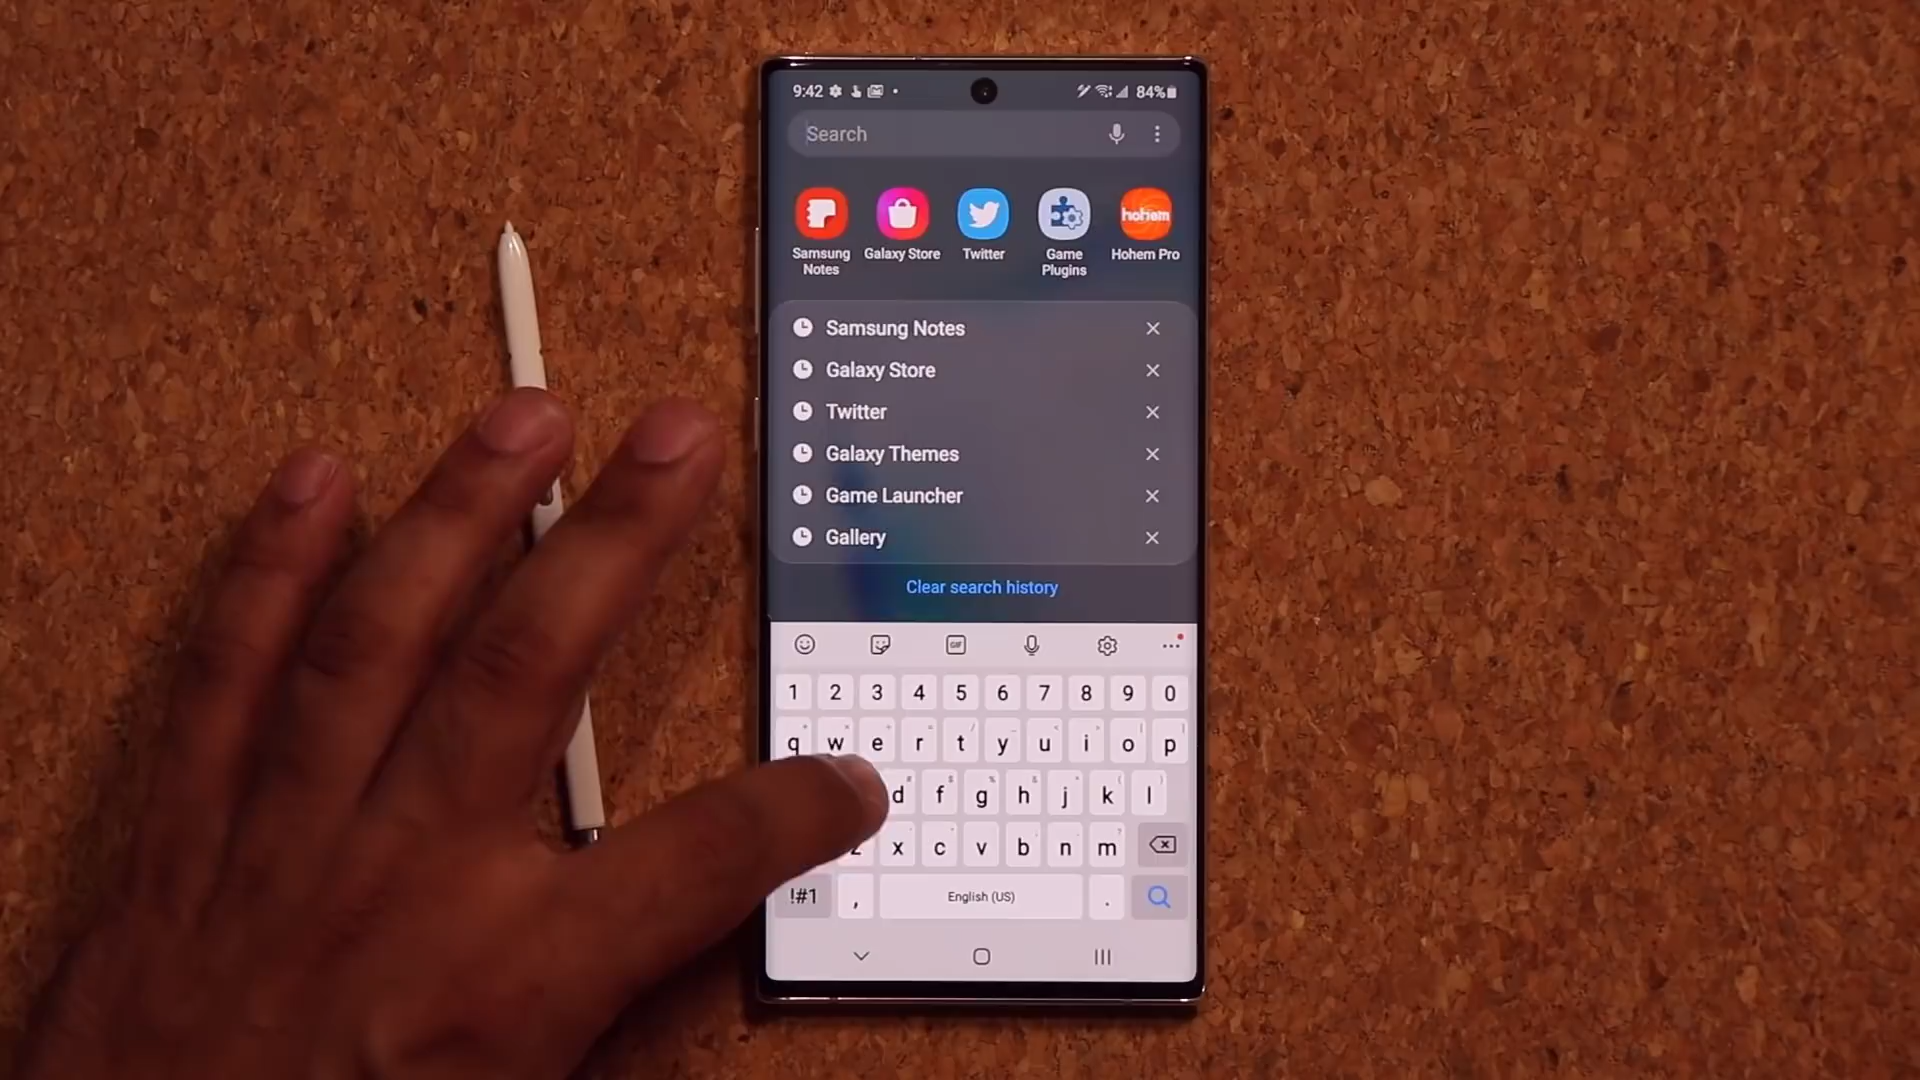 9:42
84%
Search
hohem
Samsung Notes
Galaxy Store
Twitter
Game Plugins
Hohem Pro
Samsung Notes
Galaxy Store
Twitter
Galaxy Themes
Game Launcher
Gallery
Clear search history
GIF
1 2 3 4 5 6 7 8 9 0
q w e r t y u i o p
d f g h j k l
z x c v b n m
!#1 , English (US) .